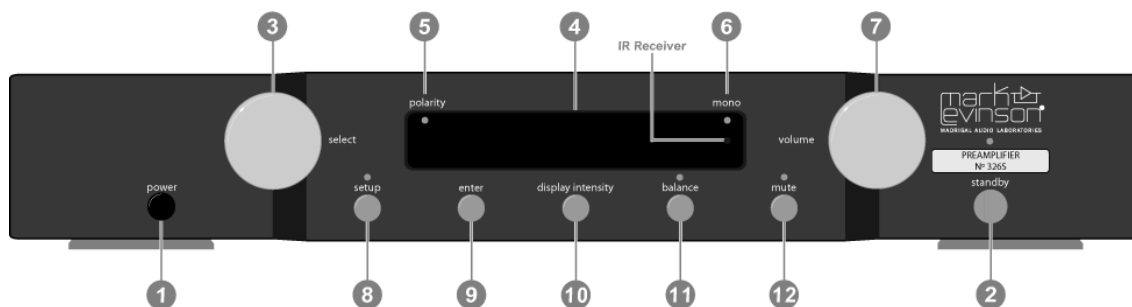 3
5
4
6
7
IR Receiver
polarity
mono
mark
levinson
MADRIGAL AUDIO LABORATORIES
select
volume
PREAMPLIFIER
Nº 326S
power
setup
enter
display intensity
balance
mute
standby
1
8
9
10
11
12
2